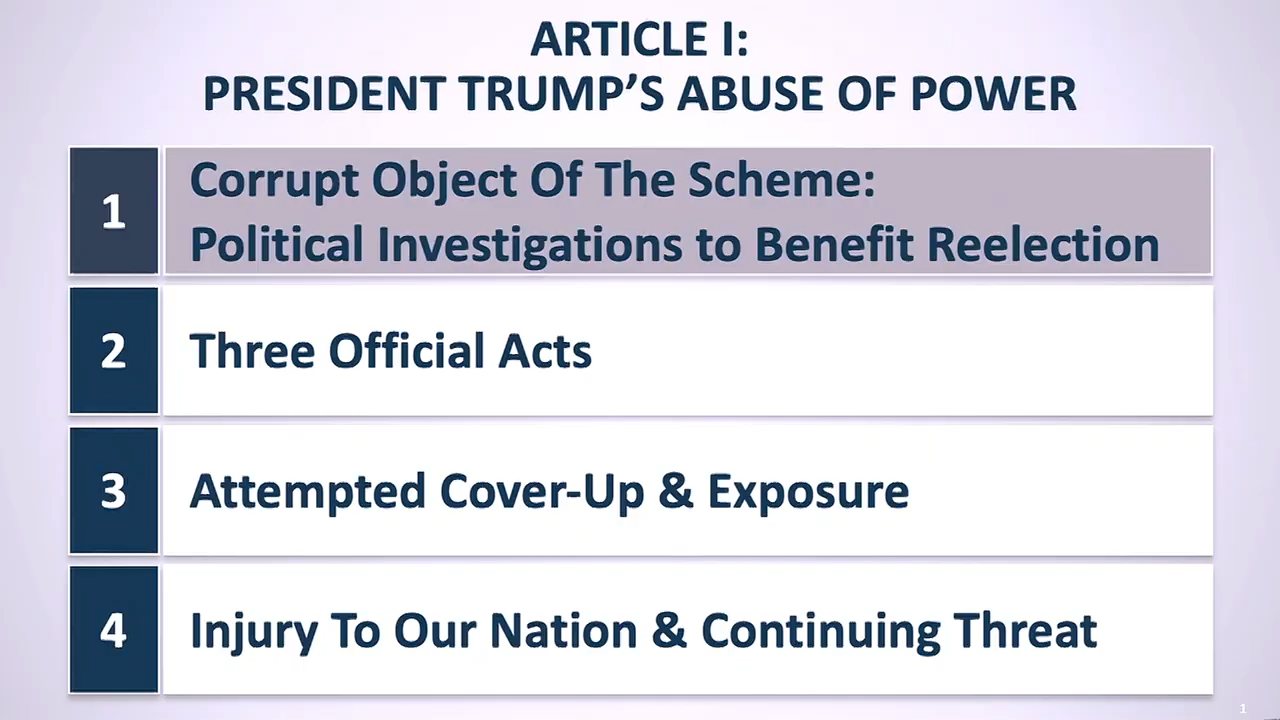 ARTICLE I:
PRESIDENT TRUMP’S ABUSE OF POWER
1
Corrupt Object Of The Scheme:
Political Investigations to Benefit Reelection
2
Three Official Acts
3
Attempted Cover-Up & Exposure
4
Injury To Our Nation & Continuing Threat
1